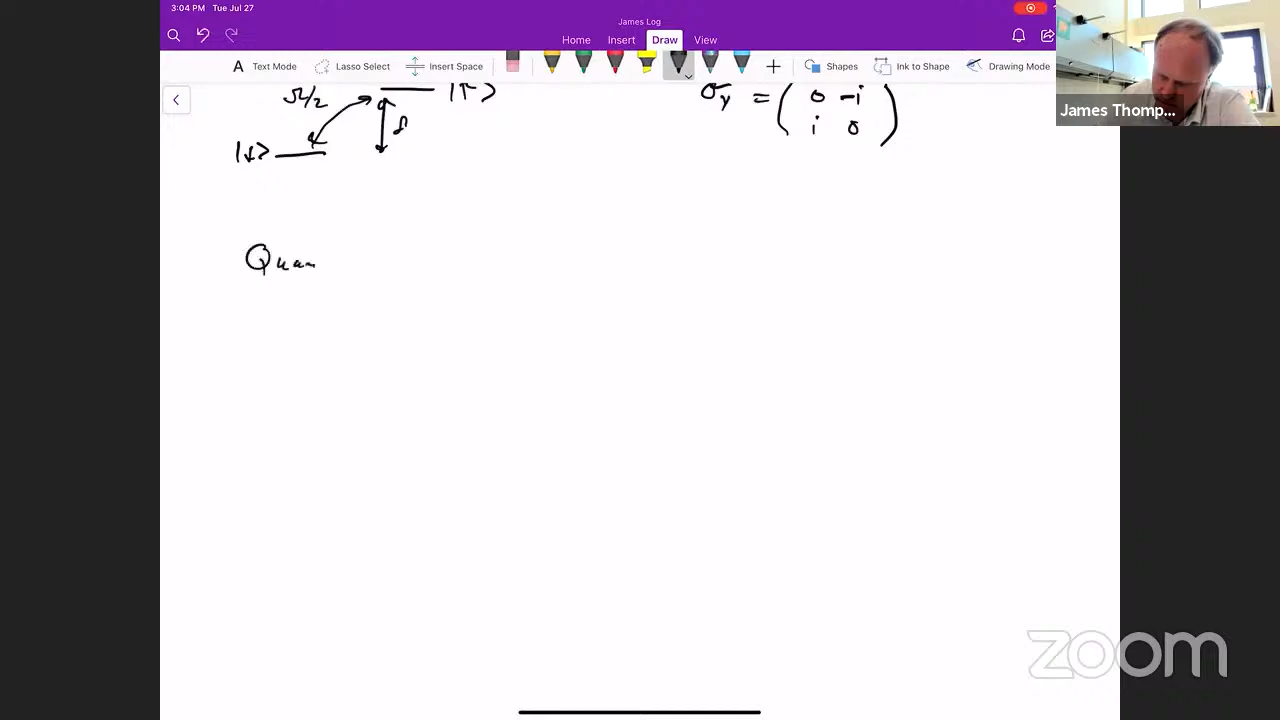 3:04 PM Tue Jul 27
James Log
Home Insert Draw View
A Text Mode Lasso Select Insert Space Shapes Ink to Shape Drawing Mode
James Thomp...
Ω/2 |↑> σy = ( 0 -i
i 0 )
δ
|↓>
Quan
zoom